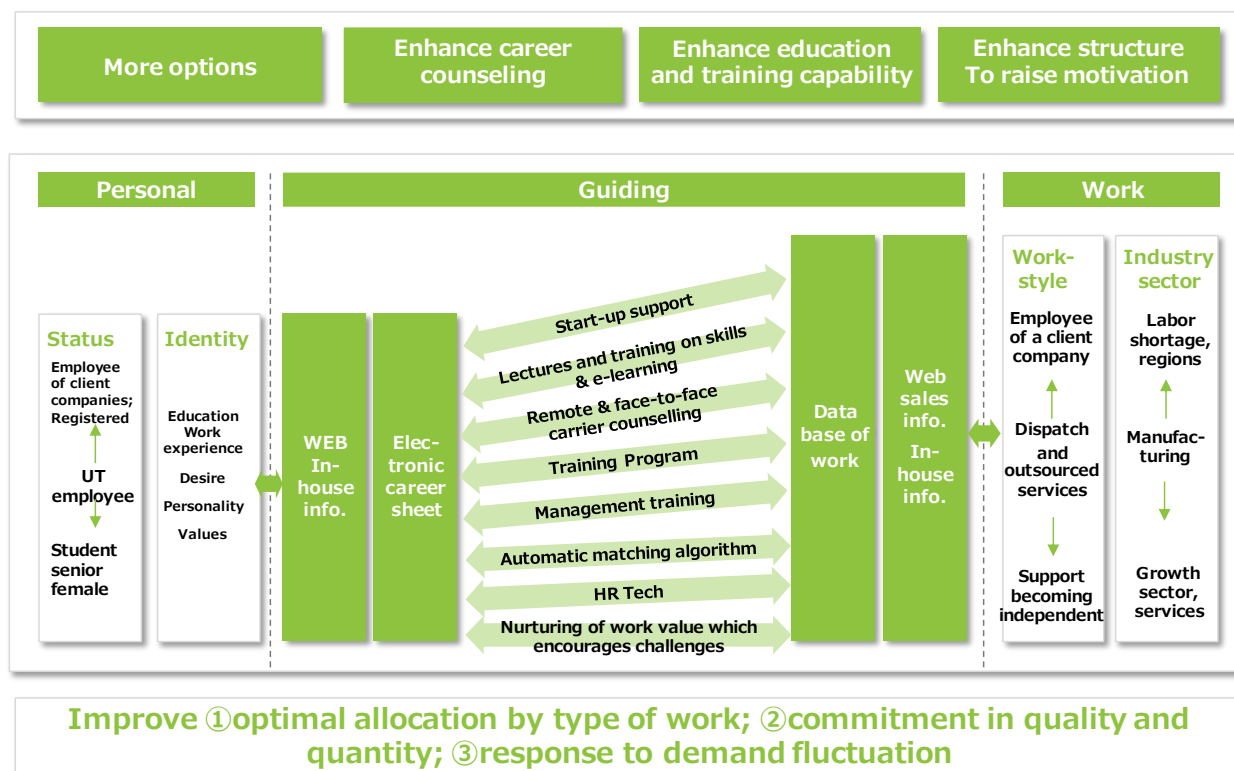 More options
Enhance career
counseling
Enhance education
and training capability
Enhance structure
To raise motivation
Personal
Guiding
Work
Status
Employee
of client
companies;
Registered
UT
employee
Student
senior
female
Identity
Education
Work
experience
Desire
Personality
Values
WEB
In-
house
info.
Elec-
tronic
career
sheet
Start-up support
Lectures and training on skills
& e-learning
Remote & face-to-face
carrier counselling
Training Program
Management training
Automatic matching algorithm
HR Tech
Nurturing of work value which
encourages challenges
Data
base of
work
Web
sales
info.
In-
house
info.
Work-
style
Employee
of a client
company
Dispatch
and
outsourced
services
Support
becoming
independent
Industry
sector
Labor
shortage,
regions
Manufac-
turing
Growth
sector,
services
Improve ①optimal allocation by type of work; ②commitment in quality and
quantity; ③response to demand fluctuation